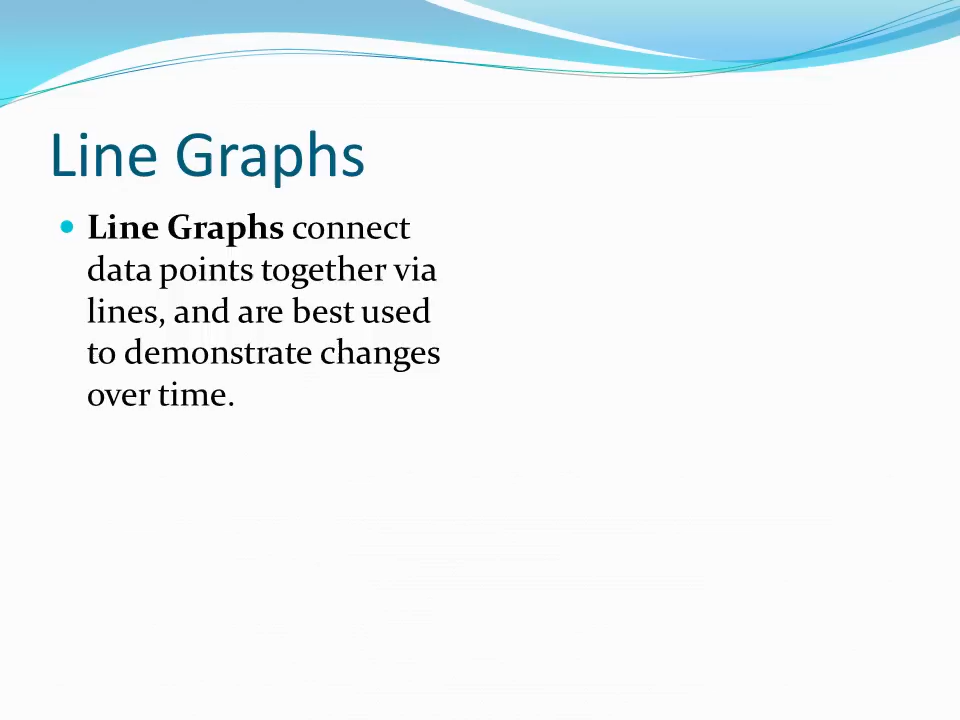 Line Graphs
Line Graphs connect
data points together via
lines, and are best used
to demonstrate changes
over time.